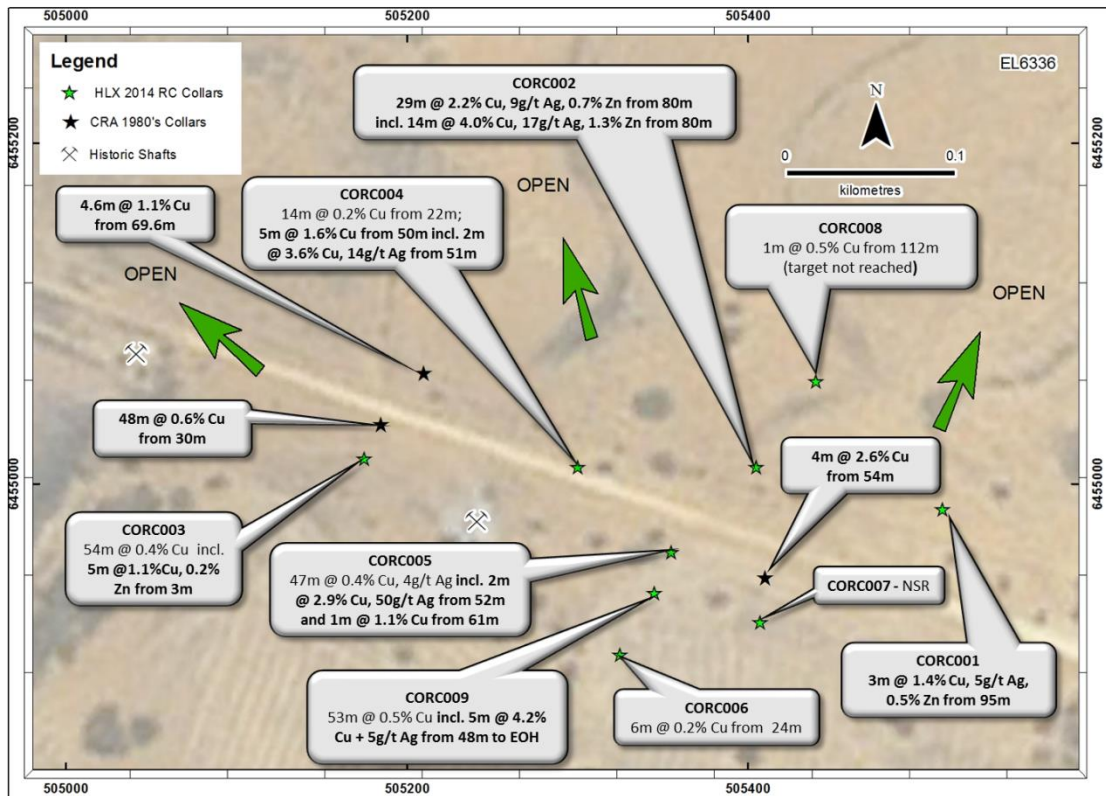 505000
505200
505400
Legend
HLX 2014 RC Collars
CRA 1980's Collars
Historic Shafts
EL6336
N
0
0.1
kilometres
6455200
6455200
6455000
6455000
CORC002
29m @ 2.2% Cu, 9g/t Ag, 0.7% Zn from 80m
incl. 14m @ 4.0% Cu, 17g/t Ag, 1.3% Zn from 80m
4.6m @ 1.1% Cu
from 69.6m
CORC004
14m @ 0.2% Cu from 22m;
5m @ 1.6% Cu from 50m incl. 2m
@ 3.6% Cu, 14g/t Ag from 51m
OPEN
OPEN
OPEN
CORC008
1m @ 0.5% Cu from 112m
(target not reached)
48m @ 0.6% Cu
from 30m
4m @ 2.6% Cu
from 54m
CORC003
54m @ 0.4% Cu incl.
5m @1.1%Cu, 0.2%
Zn from 3m
CORC005
47m @ 0.4% Cu, 4g/t Ag incl. 2m
@ 2.9% Cu, 50g/t Ag from 52m
and 1m @ 1.1% Cu from 61m
CORC007 - NSR
CORC009
53m @ 0.5% Cu incl. 5m @ 4.2%
Cu + 5g/t Ag from 48m to EOH
CORC006
6m @ 0.2% Cu from 24m
CORC001
3m @ 1.4% Cu, 5g/t Ag,
0.5% Zn from 95m
505000
505200
505400